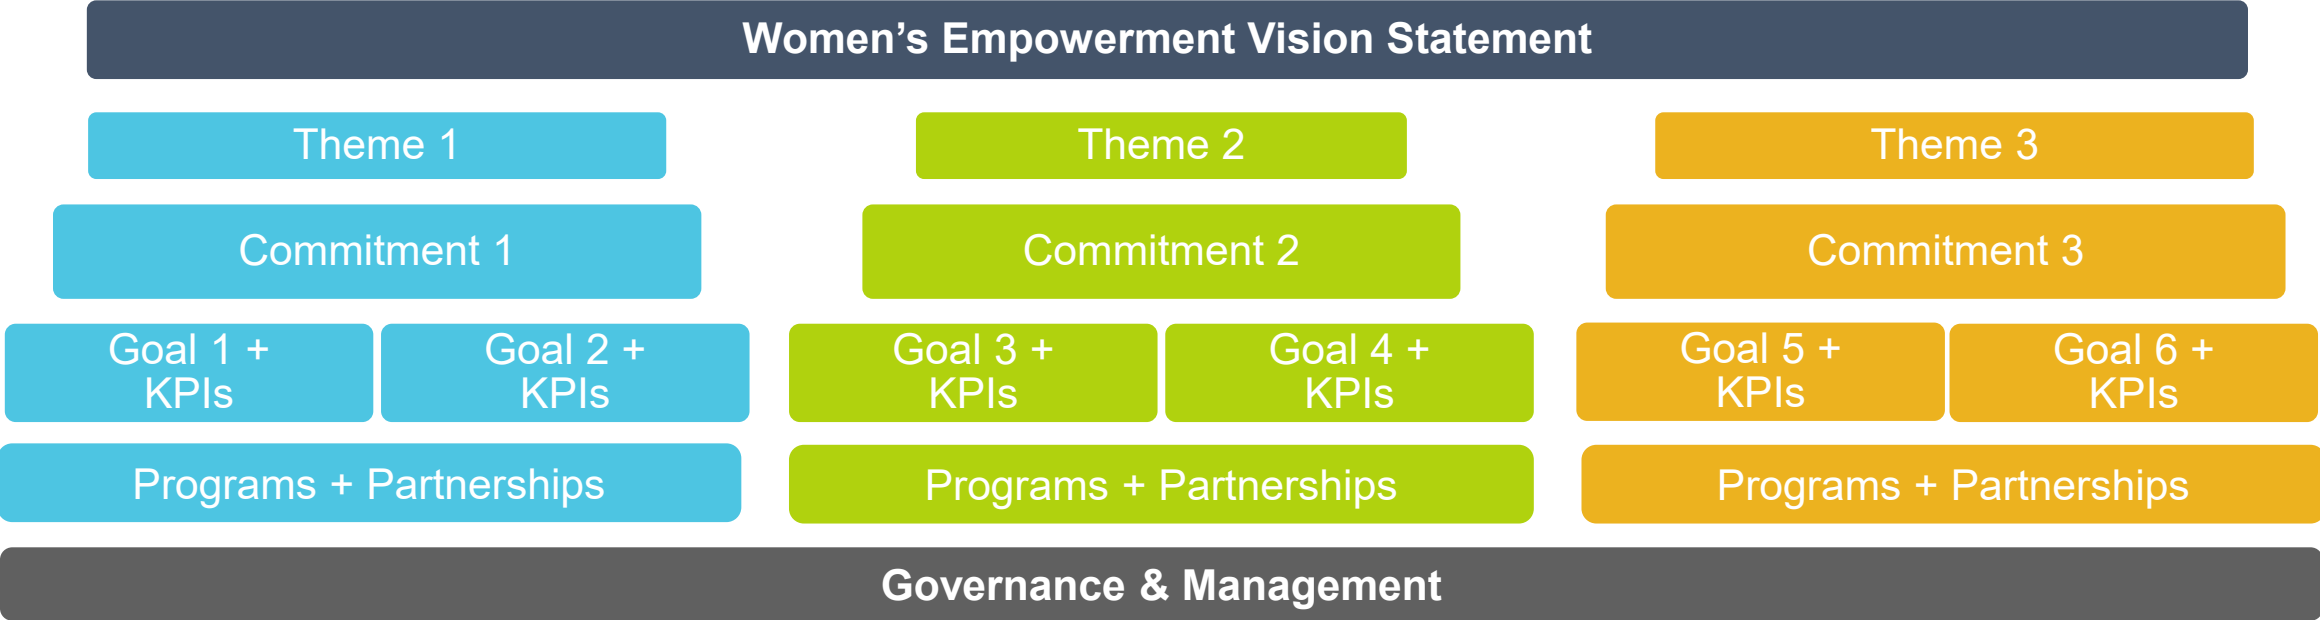 Women’s Empowerment Vision Statement
Theme 1
Theme 2
Theme 3
Commitment 1
Commitment 2
Commitment 3
Goal 1 +
KPIs
Goal 2 +
KPIs
Goal 3 +
KPIs
Goal 4 +
KPIs
Goal 5 +
KPIs
Goal 6 +
KPIs
Programs + Partnerships
Programs + Partnerships
Programs + Partnerships
Governance & Management